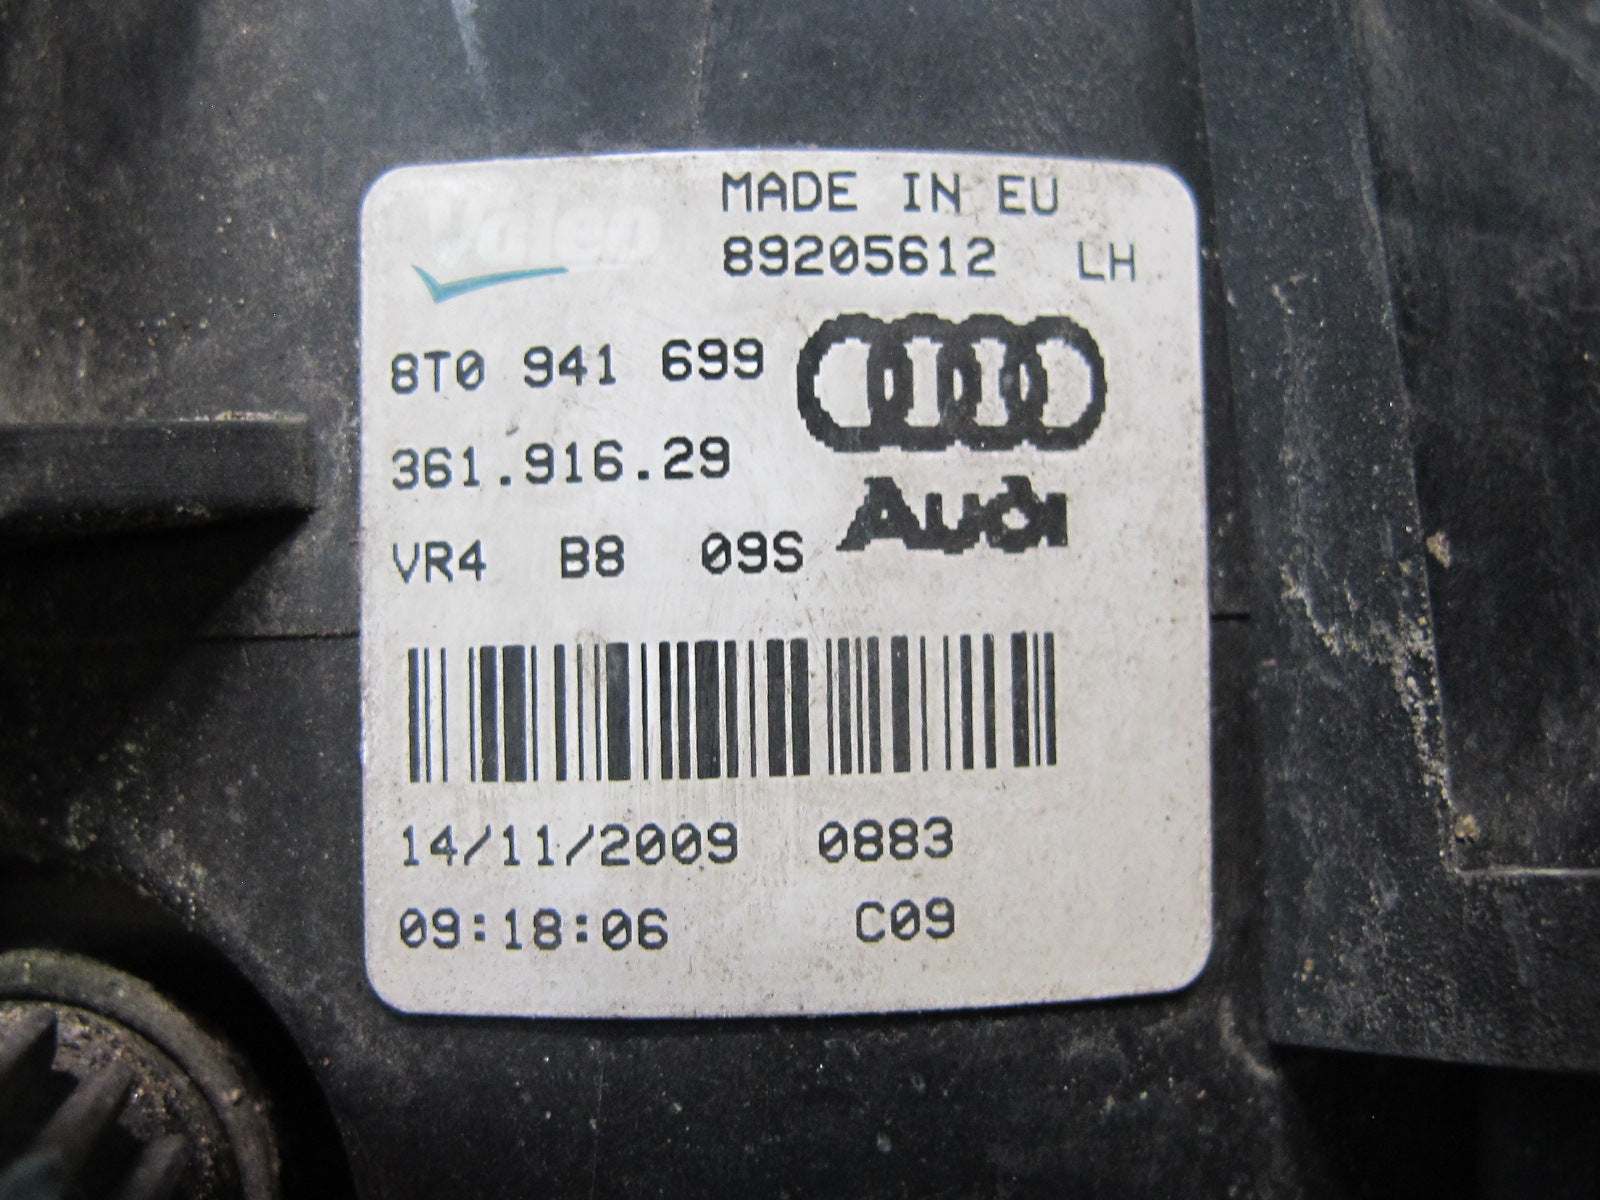 Valeo
MADE IN EU
89205612 LH
8T0 941 699
361.916.29
Audi
VR4 B8 09S
14/11/2009 0883
09:18:06 C09